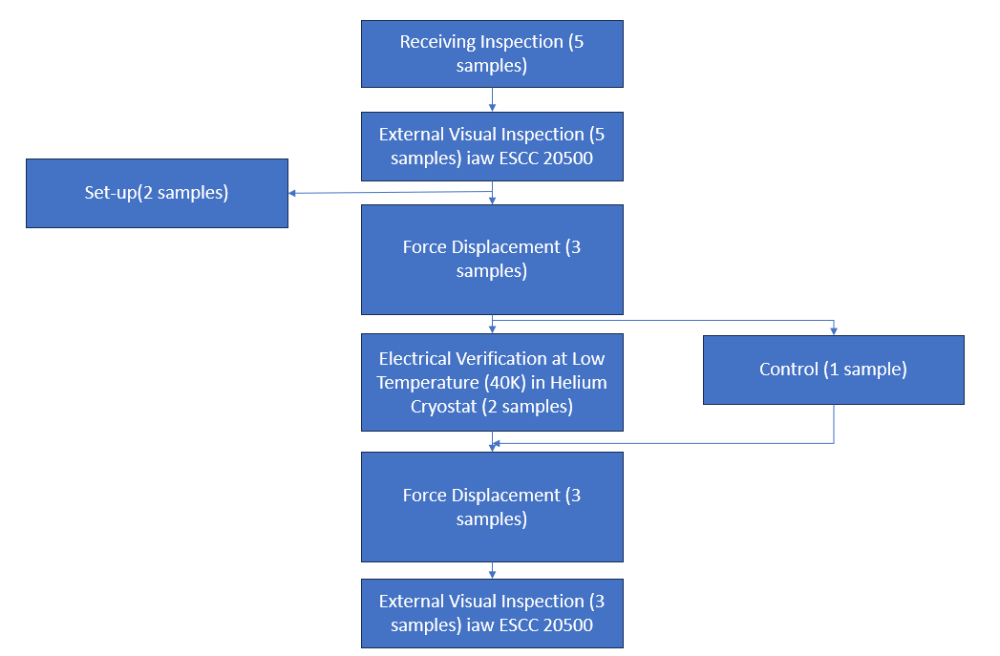 Receiving Inspection (5
samples)
External Visual Inspection (5
samples) iaw ESCC 20500
Set-up(2 samples)
Force Displacement (3
samples)
Electrical Verification at Low
Temperature (40K) in Helium
Cryostat (2 samples)
Control (1 sample)
Force Displacement (3
samples)
External Visual Inspection (3
samples) iaw ESCC 20500